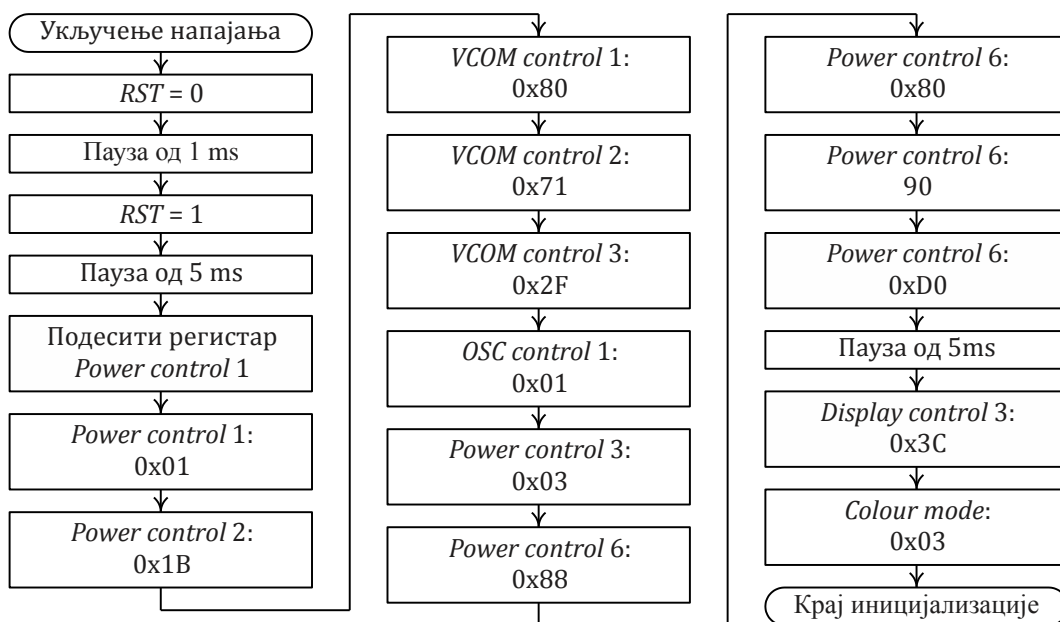 Укључење напајања
RST = 0
Пауза од 1 ms
RST = 1
Пауза од 5 ms
Подесити регистар
Power control 1
Power control 1:
0x01
Power control 2:
0x1B
VCOM control 1:
0x80
VCOM control 2:
0x71
VCOM control 3:
0x2F
OSC control 1:
0x01
Power control 3:
0x03
Power control 6:
0x88
Power control 6:
0x80
Power control 6:
90
Power control 6:
0xD0
Пауза од 5ms
Display control 3:
0x3C
Colour mode:
0x03
Крај иницијализације